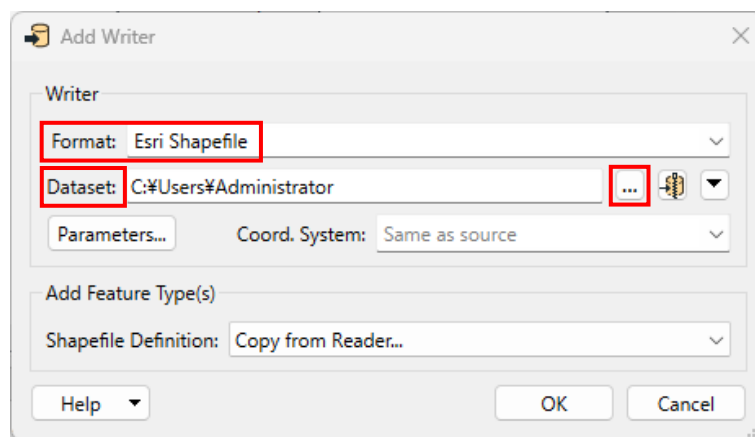 Add Writer
Writer
Format: Esri Shapefile
Dataset: C:¥Users¥Administrator ...
Parameters... Coord. System: Same as source
Add Feature Type(s)
Shapefile Definition: Copy from Reader...
Help OK Cancel